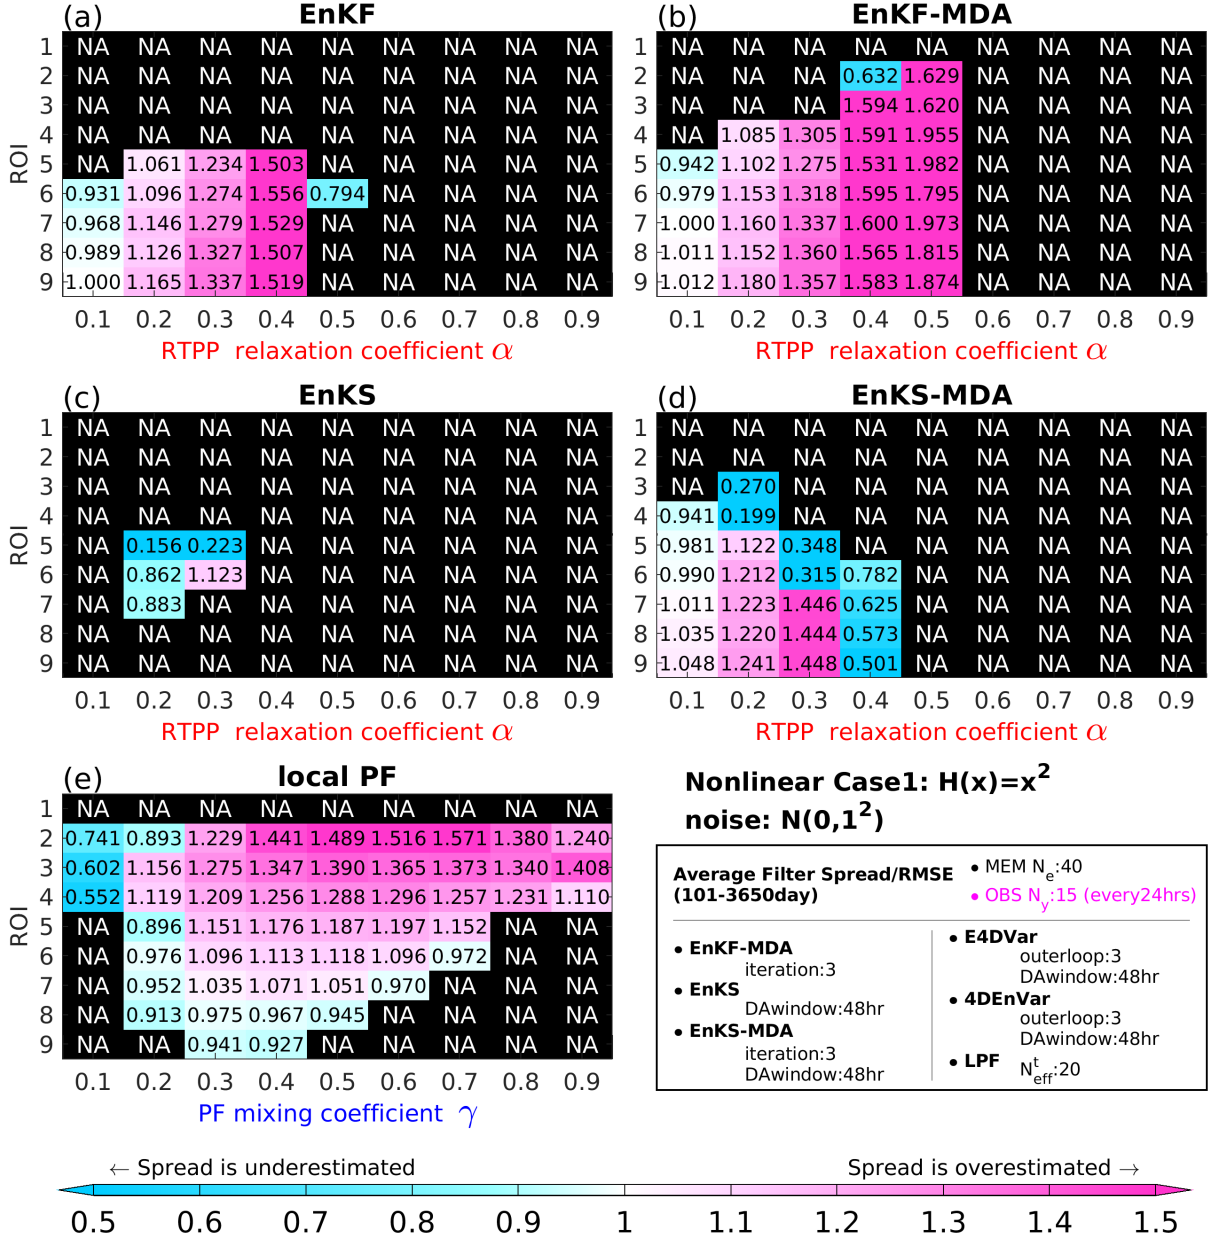 (a) EnKF
1 NA NA NA NA NA NA NA NA NA
2 NA NA NA NA NA NA NA NA NA
3 NA NA NA NA NA NA NA NA NA
4 NA NA NA NA NA NA NA NA NA
5 NA 1.061 1.234 1.503 NA NA NA NA NA
6 0.931 1.096 1.274 1.556 0.794 NA NA NA NA
7 0.968 1.146 1.279 1.529 NA NA NA NA NA
8 0.989 1.126 1.327 1.507 NA NA NA NA NA
9 1.000 1.165 1.337 1.519 NA NA NA NA NA
ROI
0.1 0.2 0.3 0.4 0.5 0.6 0.7 0.8 0.9
RTPP relaxation coefficient α
(b) EnKF-MDA
1 NA NA NA NA NA NA NA NA NA
2 NA NA NA 0.632 1.629 NA NA NA NA
3 NA NA NA 1.594 1.620 NA NA NA NA
4 NA 1.085 1.305 1.591 1.955 NA NA NA NA
5 0.942 1.102 1.275 1.531 1.982 NA NA NA NA
6 0.979 1.153 1.318 1.595 1.795 NA NA NA NA
7 1.000 1.160 1.337 1.600 1.973 NA NA NA NA
8 1.011 1.152 1.360 1.565 1.815 NA NA NA NA
9 1.012 1.180 1.357 1.583 1.874 NA NA NA NA
0.1 0.2 0.3 0.4 0.5 0.6 0.7 0.8 0.9
RTPP relaxation coefficient α
(c) EnKS
1 NA NA NA NA NA NA NA NA NA
2 NA NA NA NA NA NA NA NA NA
3 NA NA NA NA NA NA NA NA NA
4 NA NA NA NA NA NA NA NA NA
5 NA 0.156 0.223 NA NA NA NA NA NA
6 NA 0.862 1.123 NA NA NA NA NA NA
7 NA 0.883 NA NA NA NA NA NA NA
8 NA NA NA NA NA NA NA NA NA
9 NA NA NA NA NA NA NA NA NA
ROI
0.1 0.2 0.3 0.4 0.5 0.6 0.7 0.8 0.9
RTPP relaxation coefficient α
(d) EnKS-MDA
1 NA NA NA NA NA NA NA NA NA
2 NA NA NA NA NA NA NA NA NA
3 NA 0.270 NA NA NA NA NA NA NA
4 0.941 0.199 NA NA NA NA NA NA NA
5 0.981 1.122 0.348 NA NA NA NA NA NA
6 0.990 1.212 0.315 0.782 NA NA NA NA NA
7 1.011 1.223 1.446 0.625 NA NA NA NA NA
8 1.035 1.220 1.444 0.573 NA NA NA NA NA
9 1.048 1.241 1.448 0.501 NA NA NA NA NA
0.1 0.2 0.3 0.4 0.5 0.6 0.7 0.8 0.9
RTPP relaxation coefficient α
(e) local PF
1 NA NA NA NA NA NA NA NA NA
2 0.741 0.893 1.229 1.441 1.489 1.516 1.571 1.380 1.240
3 0.602 1.156 1.275 1.347 1.390 1.365 1.373 1.340 1.408
4 0.552 1.119 1.209 1.256 1.288 1.296 1.257 1.231 1.110
5 NA 0.896 1.151 1.176 1.187 1.197 1.152 NA NA
6 NA 0.976 1.096 1.113 1.118 1.096 0.972 NA NA
7 NA 0.952 1.035 1.071 1.051 0.970 NA NA NA
8 NA 0.913 0.975 0.967 0.945 NA NA NA NA
9 NA NA 0.941 0.927 NA NA NA NA NA
ROI
0.1 0.2 0.3 0.4 0.5 0.6 0.7 0.8 0.9
PF mixing coefficient γ
Nonlinear Case1: H(x)=x²
noise: N(0,1²)
Average Filter Spread/RMSE
(101-3650day)
• MEM Nₑ:40
• OBS N_y:15 (every24hrs)
• EnKF-MDA
iteration:3
• EnKS
DAwindow:48hr
• EnKS-MDA
iteration:3
DAwindow:48hr
• E4DVar
outerloop:3
DAwindow:48hr
• 4DEnVar
outerloop:3
DAwindow:48hr
• LPF N^t_eff:20
← Spread is underestimated
Spread is overestimated →
0.5 0.6 0.7 0.8 0.9 1 1.1 1.2 1.3 1.4 1.5